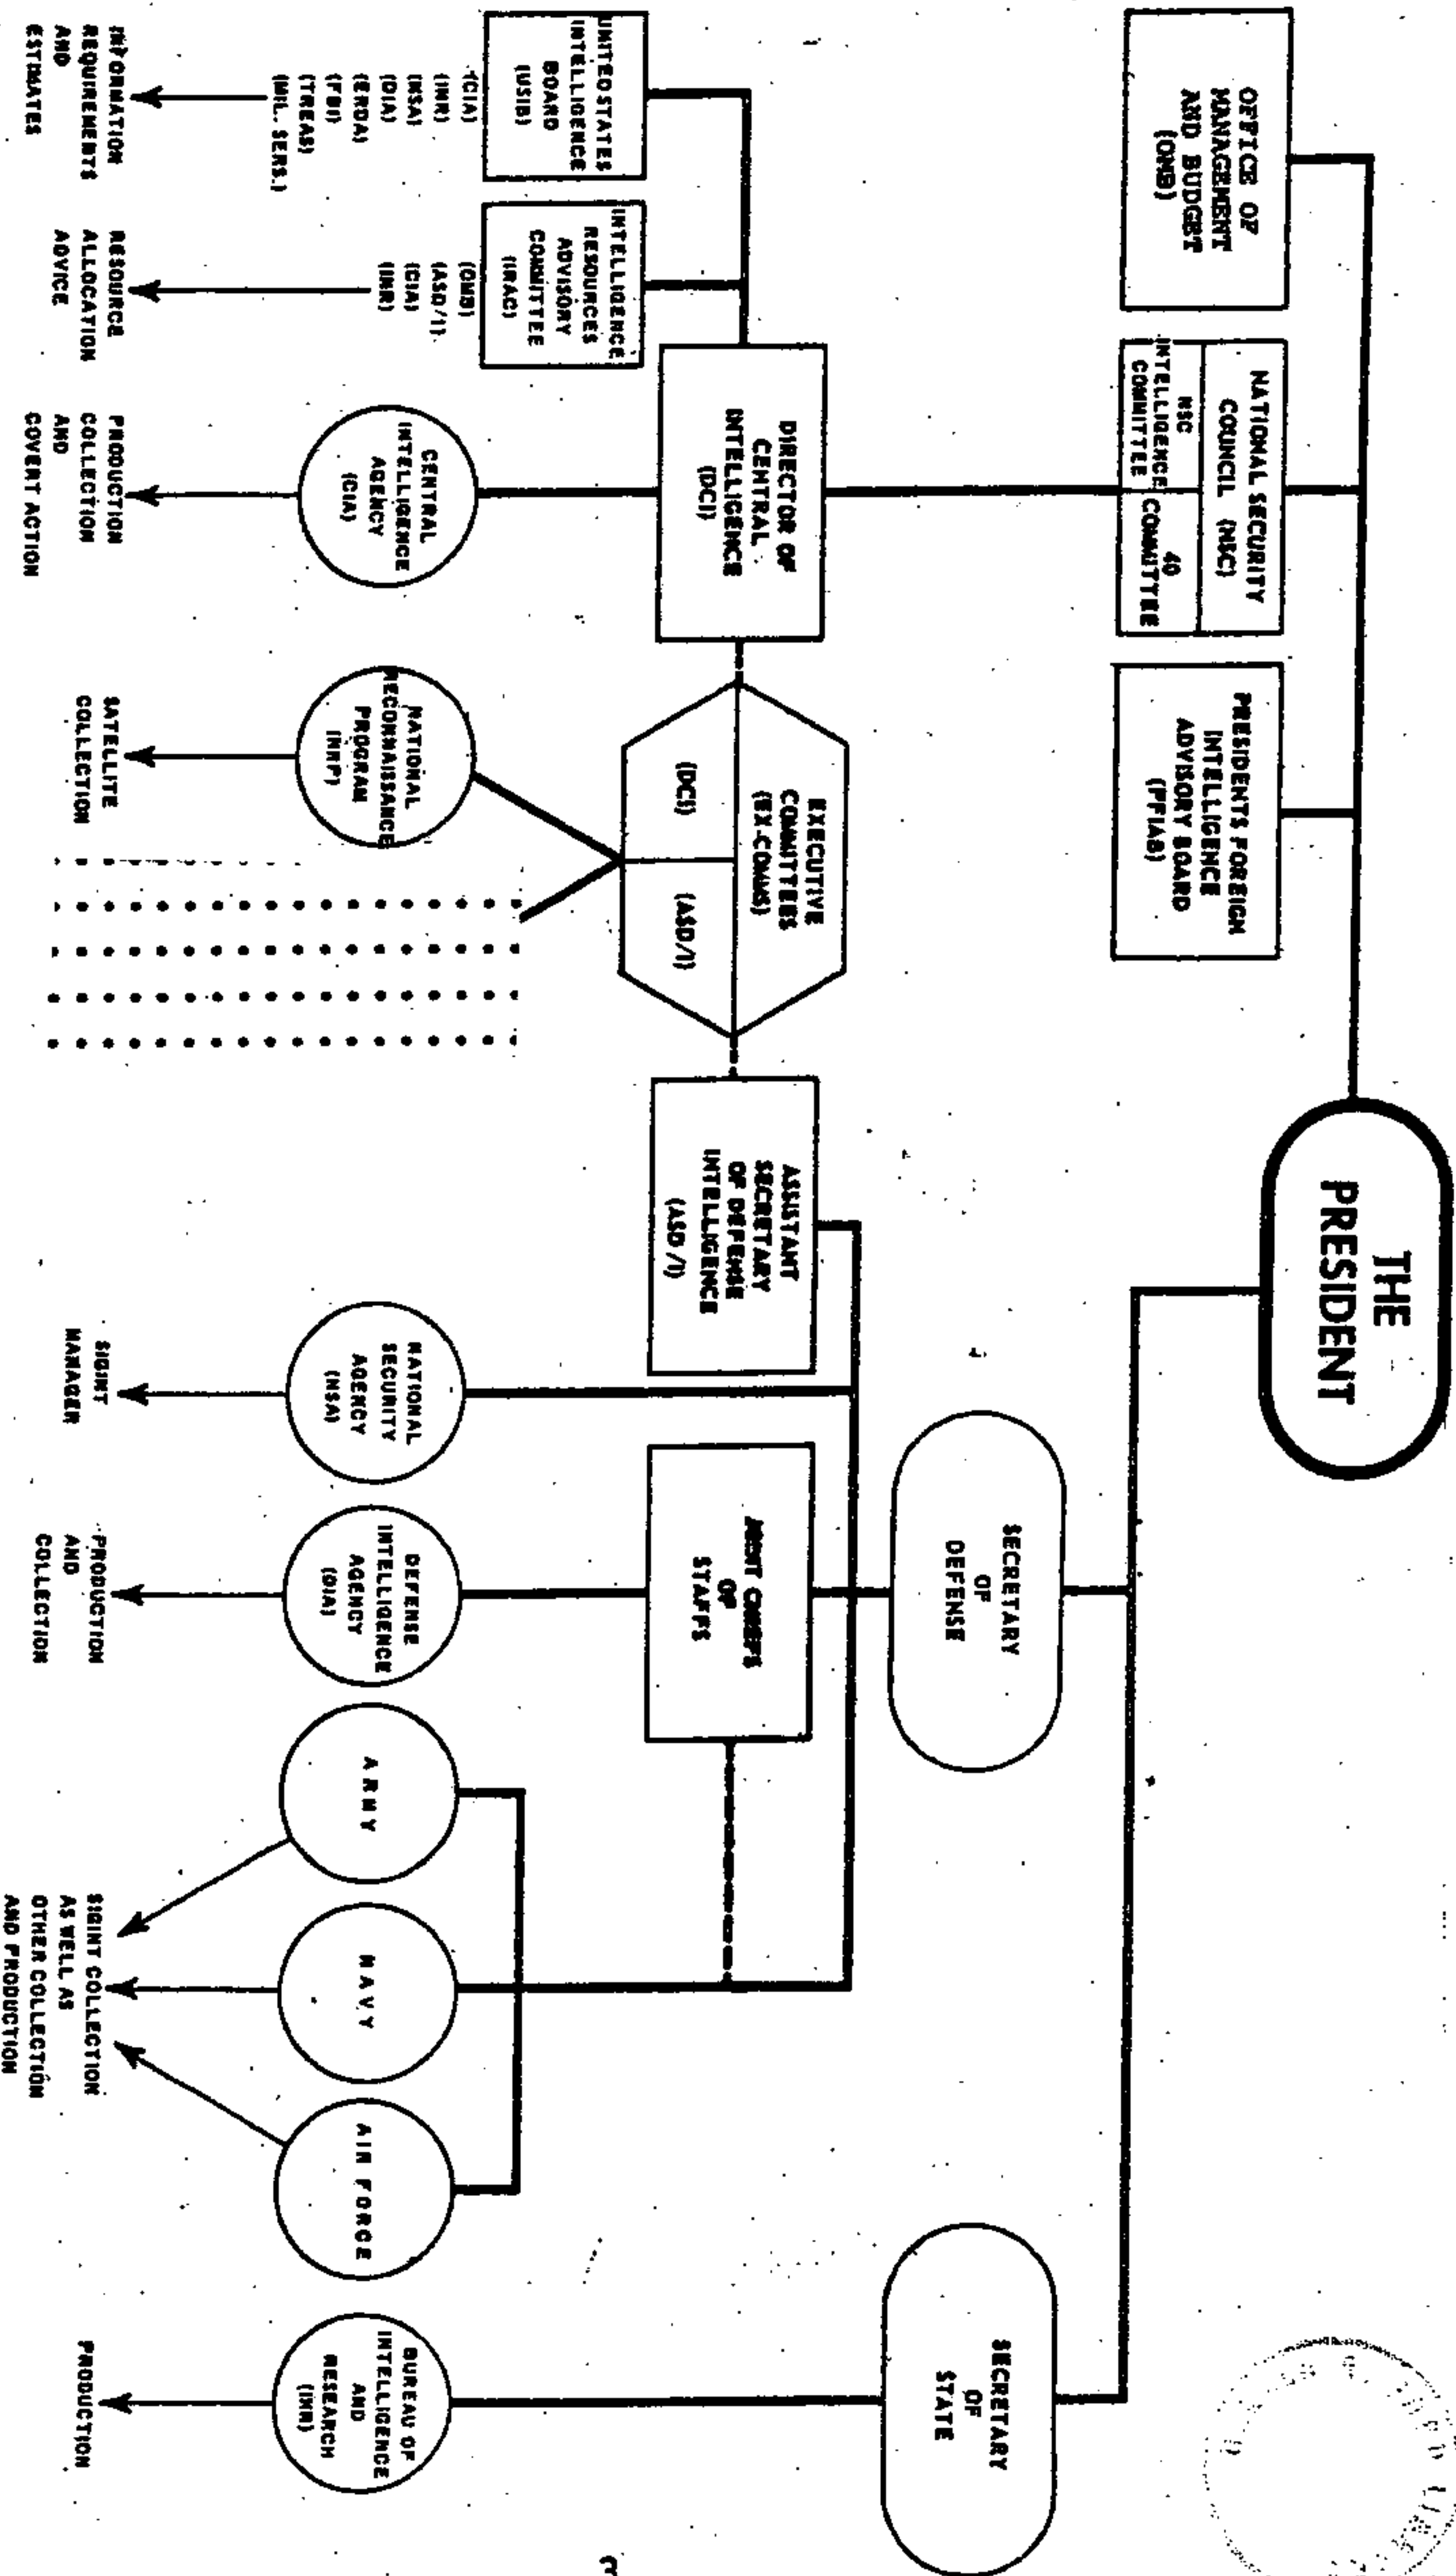 THE
PRESIDENT
OFFICE OF
MANAGEMENT
AND BUDGET
(OMB)
NATIONAL SECURITY
COUNCIL (NSC)
NSC
INTELLIGENCE
COMMITTEE
40
COMMITTEE
PRESIDENTS FOREIGN
INTELLIGENCE
ADVISORY BOARD
(PFIAB)
SECRETARY
OF
DEFENSE
SECRETARY
OF
STATE
DIRECTOR OF
CENTRAL
INTELLIGENCE
(DCI)
EXECUTIVE
COMMITTEES
(EX-COMMS)
(DCI)
(ASD/I)
ASSISTANT
SECRETARY
OF DEFENSE
INTELLIGENCE
(ASD/I)
JOINT CHIEFS
OF
STAFFS
UNITED STATES
INTELLIGENCE
BOARD
(USIB)
(CIA)
(INR)
(NSA)
(DIA)
(ERDA)
(FBI)
(TREAS)
(MIL. SERS.)
INTELLIGENCE
RESOURCES
ADVISORY
COMMITTEE
(IRAC)
(OMB)
(ASD/I)
(CIA)
(INR)
CENTRAL
INTELLIGENCE
AGENCY
(CIA)
NATIONAL
RECONNAISSANCE
PROGRAM
(NRP)
NATIONAL
SECURITY
AGENCY
(NSA)
DEFENSE
INTELLIGENCE
AGENCY
(DIA)
ARMY
NAVY
AIR FORCE
BUREAU OF
INTELLIGENCE
AND
RESEARCH
(INR)
INFORMATION
REQUIREMENTS
AND
ESTIMATES
RESOURCE
ALLOCATION
ADVICE
PRODUCTION
COLLECTION
AND
COVERT ACTION
SATELLITE
COLLECTION
SIGINT
MANAGER
PRODUCTION
AND
COLLECTION
SIGINT COLLECTION
AS WELL AS
OTHER COLLECTION
AND PRODUCTION
PRODUCTION
3